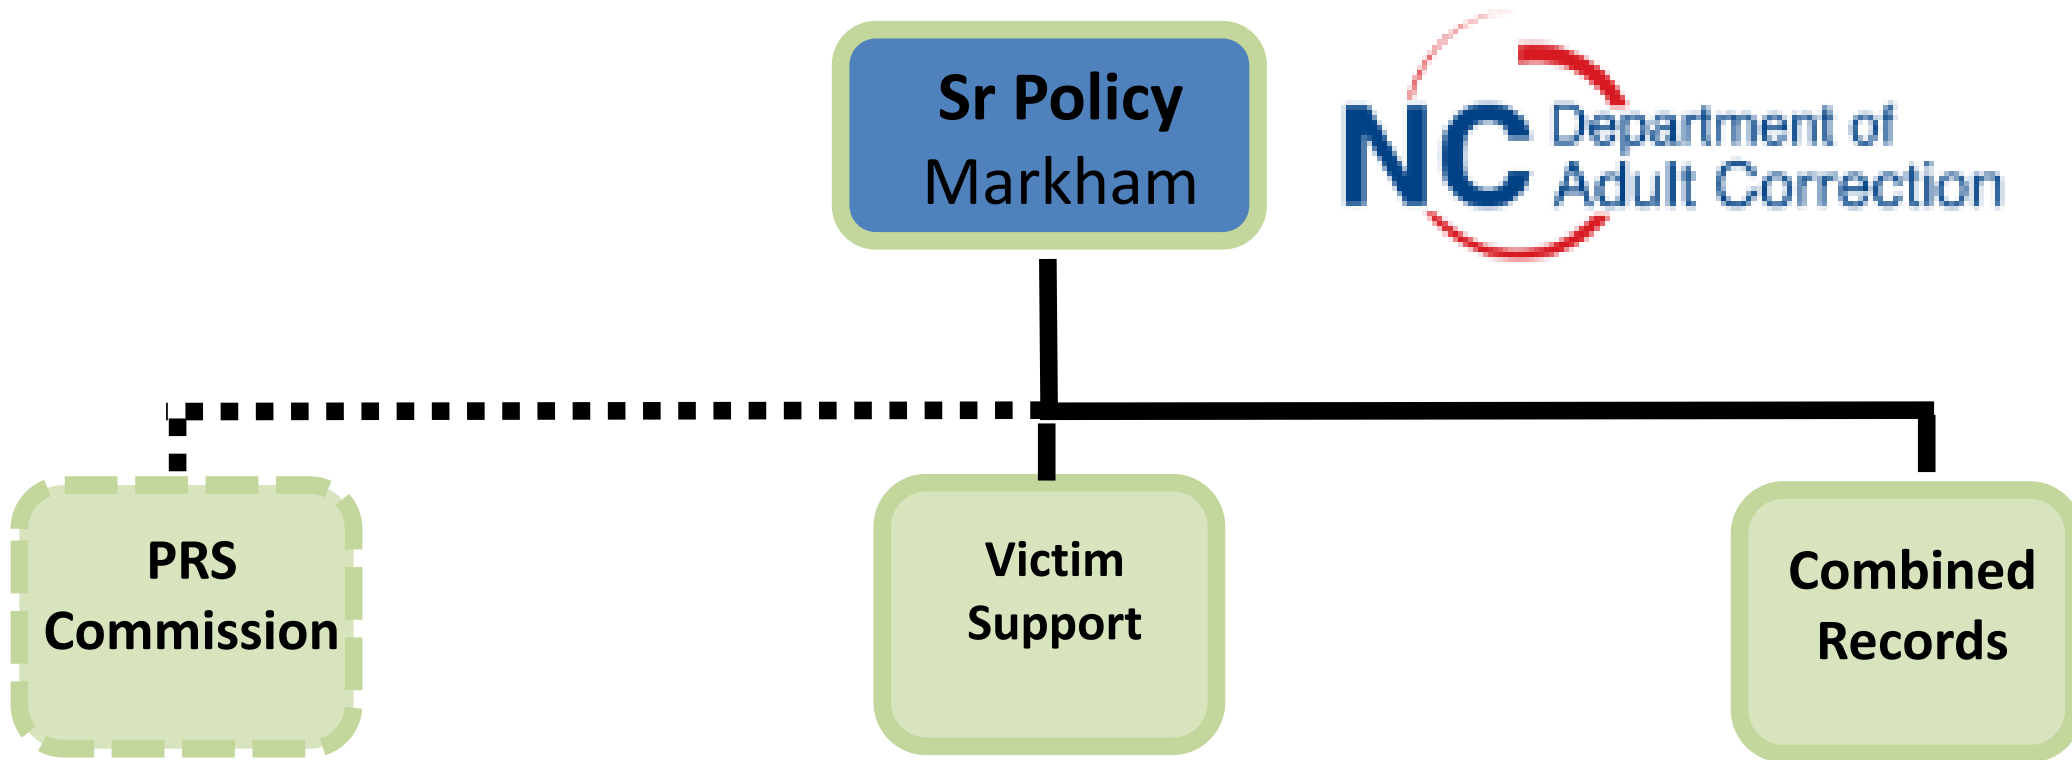 Sr Policy
Markham
NC Department of
Adult Correction
PRS
Commission
Victim
Support
Combined
Records